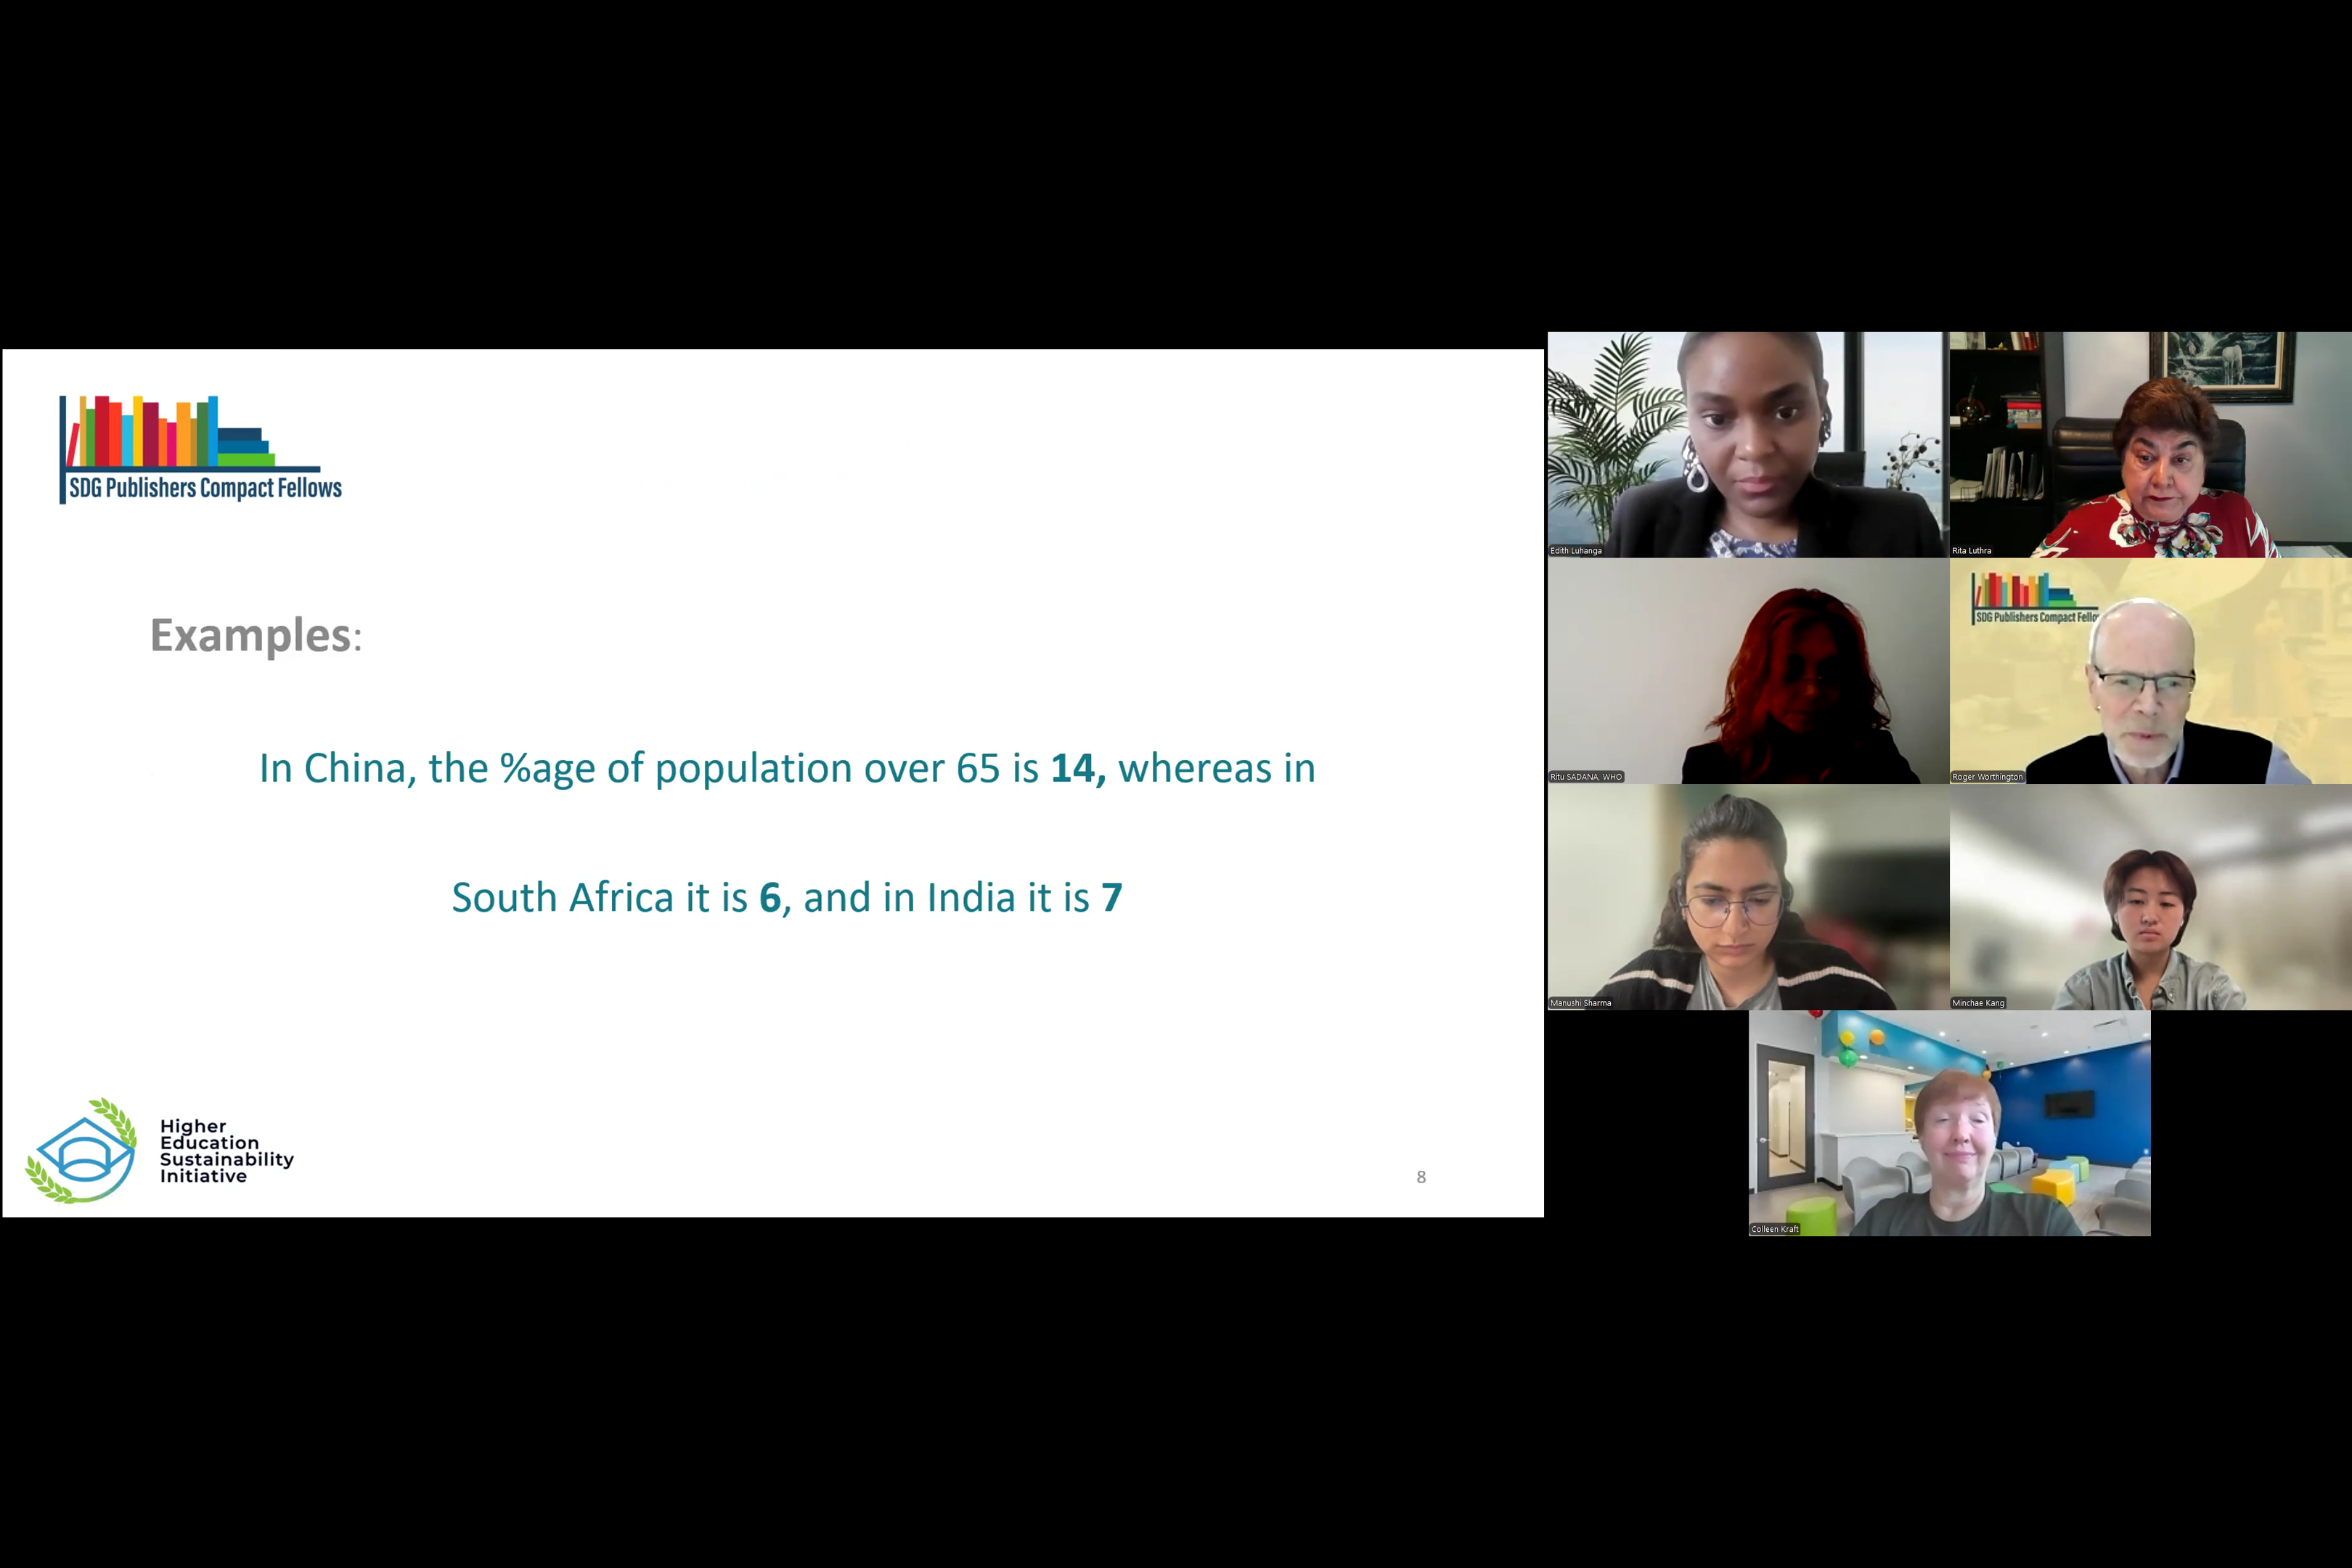 SDG Publishers Compact Fellows
Examples:
In China, the %age of population over 65 is 14, whereas in
South Africa it is 6, and in India it is 7
Higher
Education
Sustainability
Initiative
8
Edith Luhanga
Rita Luthra
Ritu SADANA, WHO
SDG Publishers Compact Fello
Roger Worthington
Manushi Sharma
Minchae Kang
Colleen Kraft